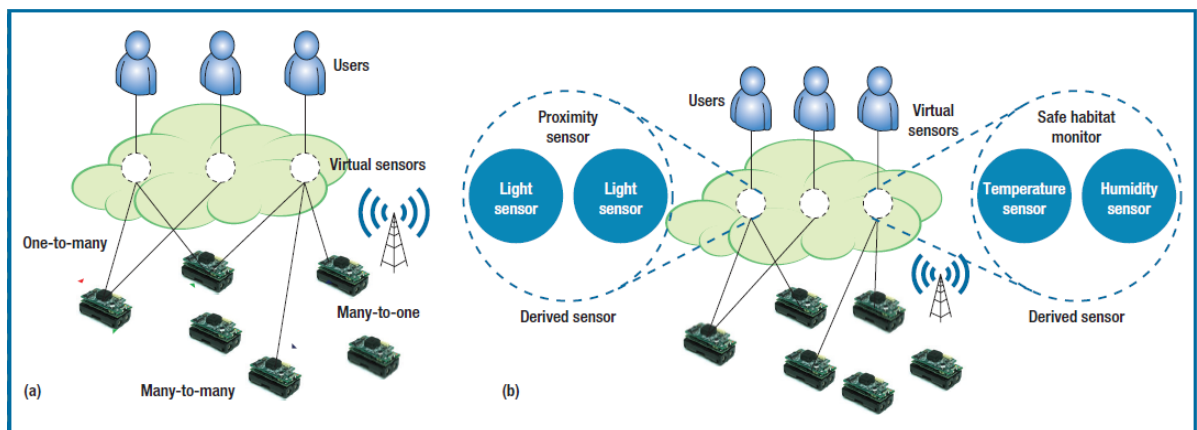 Users
Virtual sensors
One-to-many
Many-to-one
Many-to-many
(a)
Proximity
sensor
Light
sensor
Light
sensor
Derived sensor
Users
Virtual
sensors
Safe habitat
monitor
Temperature
sensor
Humidity
sensor
Derived sensor
(b)